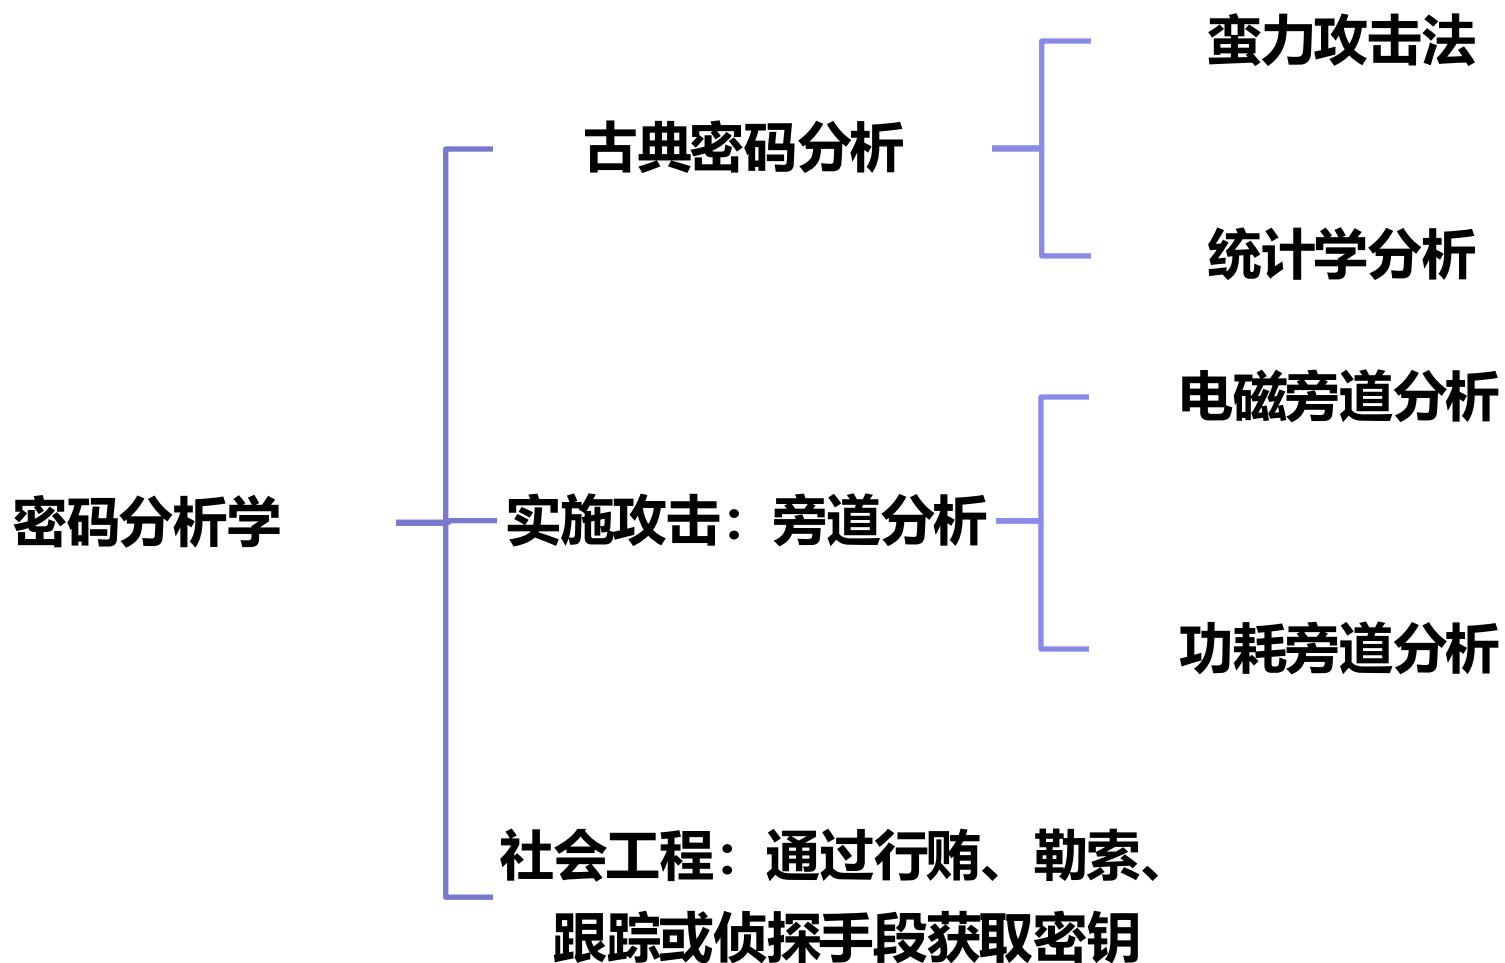 蛮力攻击法
古典密码分析
统计学分析
电磁旁道分析
密码分析学
实施攻击：旁道分析
功耗旁道分析
社会工程：通过行贿、勒索、
跟踪或侦探手段获取密钥